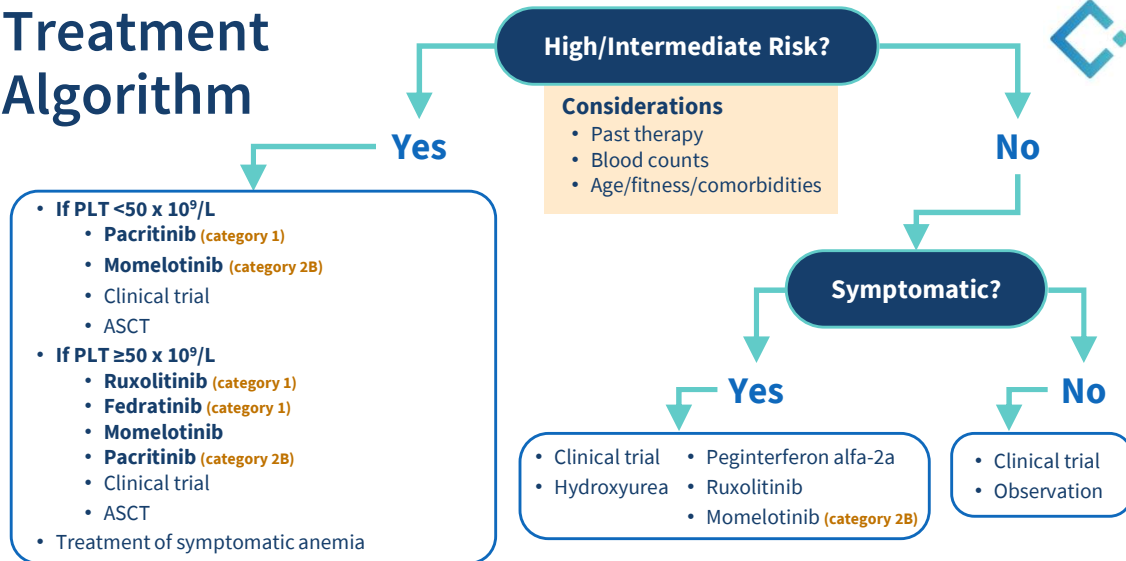 Treatment
Algorithm
High/Intermediate Risk?
Considerations
• Past therapy
• Blood counts
• Age/fitness/comorbidities
Yes
No
• If PLT <50 x 10⁹/L
• Pacritinib (category 1)
• Momelotinib (category 2B)
• Clinical trial
• ASCT
• If PLT ≥50 x 10⁹/L
• Ruxolitinib (category 1)
• Fedratinib (category 1)
• Momelotinib
• Pacritinib (category 2B)
• Clinical trial
• ASCT
• Treatment of symptomatic anemia
Symptomatic?
Yes
No
• Clinical trial
• Hydroxyurea
• Peginterferon alfa-2a
• Ruxolitinib
• Momelotinib (category 2B)
• Clinical trial
• Observation